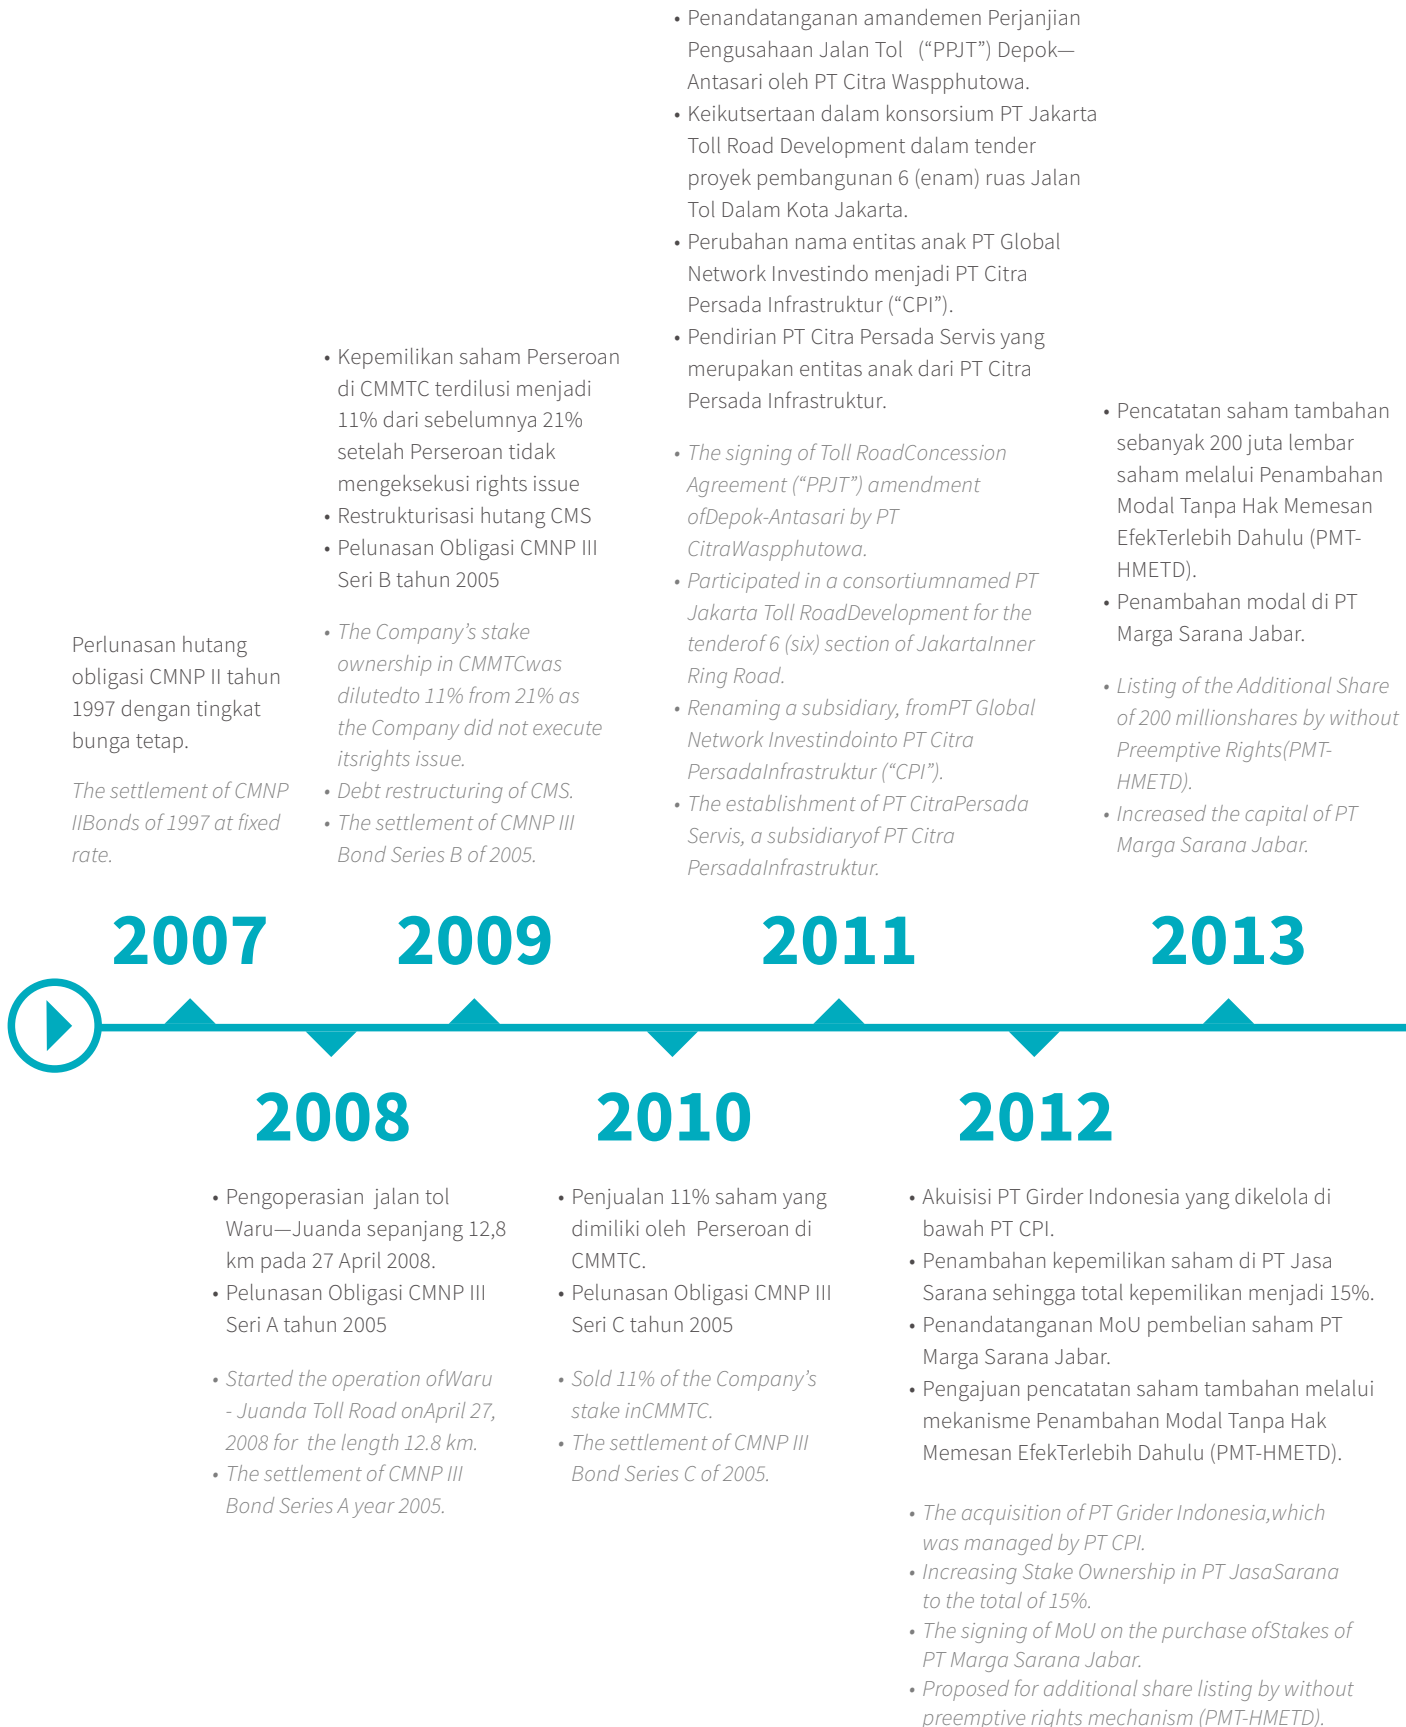 Perlunasan hutang
obligasi CMNP II tahun
1997 dengan tingkat
bunga tetap.
The settlement of CMNP
IIBonds of 1997 at fixed
rate.
2007
• Pengoperasian jalan tol
Waru—Juanda sepanjang 12,8
km pada 27 April 2008.
• Pelunasan Obligasi CMNP III
Seri A tahun 2005
• Started the operation ofWaru
- Juanda Toll Road onApril 27,
2008 for the length 12.8 km.
• The settlement of CMNP III
Bond Series A year 2005.
2008
• Kepemilikan saham Perseroan
di CMMTC terdilusi menjadi
11% dari sebelumnya 21%
setelah Perseroan tidak
mengeksekusi rights issue
• Restrukturisasi hutang CMS
• Pelunasan Obligasi CMNP III
Seri B tahun 2005
• The Company’s stake
ownership in CMMTCwas
dilutedto 11% from 21% as
the Company did not execute
itsrights issue.
• Debt restructuring of CMS.
• The settlement of CMNP III
Bond Series B of 2005.
2009
2010
• Penjualan 11% saham yang
dimiliki oleh Perseroan di
CMMTC.
• Pelunasan Obligasi CMNP III
Seri C tahun 2005
• Sold 11% of the Company’s
stake inCMMTC.
• The settlement of CMNP III
Bond Series C of 2005.
• Penandatanganan amandemen Perjanjian
Pengusahaan Jalan Tol (“PPJT”) Depok—
Antasari oleh PT Citra Waspphutowa.
• Keikutsertaan dalam konsorsium PT Jakarta
Toll Road Development dalam tender
proyek pembangunan 6 (enam) ruas Jalan
Tol Dalam Kota Jakarta.
• Perubahan nama entitas anak PT Global
Network Investindo menjadi PT Citra
Persada Infrastruktur (“CPI”).
• Pendirian PT Citra Persada Servis yang
merupakan entitas anak dari PT Citra
Persada Infrastruktur.
• The signing of Toll RoadConcession
Agreement (“PPJT”) amendment
ofDepok-Antasari by PT
CitraWaspphutowa.
• Participated in a consortiumnamed PT
Jakarta Toll RoadDevelopment for the
tenderof 6 (six) section of JakartaInner
Ring Road.
• Renaming a subsidiary, fromPT Global
Network Investindointo PT Citra
PersadaInfrastruktur (“CPI”).
• The establishment of PT CitraPersada
Servis, a subsidiaryof PT Citra
PersadaInfrastruktur.
2011
2012
• Akuisisi PT Girder Indonesia yang dikelola di
bawah PT CPI.
• Penambahan kepemilikan saham di PT Jasa
Sarana sehingga total kepemilikan menjadi 15%.
• Penandatanganan MoU pembelian saham PT
Marga Sarana Jabar.
• Pengajuan pencatatan saham tambahan melalui
mekanisme Penambahan Modal Tanpa Hak
Memesan EfekTerlebih Dahulu (PMT-HMETD).
• The acquisition of PT Grider Indonesia,which
was managed by PT CPI.
• Increasing Stake Ownership in PT JasaSarana
to the total of 15%.
• The signing of MoU on the purchase ofStakes of
PT Marga Sarana Jabar.
• Proposed for additional share listing by without
preemptive rights mechanism (PMT-HMETD).
• Pencatatan saham tambahan
sebanyak 200 juta lembar
saham melalui Penambahan
Modal Tanpa Hak Memesan
EfekTerlebih Dahulu (PMT-
HMETD).
• Penambahan modal di PT
Marga Sarana Jabar.
• Listing of the Additional Share
of 200 millionshares by without
Preemptive Rights(PMT-
HMETD).
• Increased the capital of PT
Marga Sarana Jabar.
2013